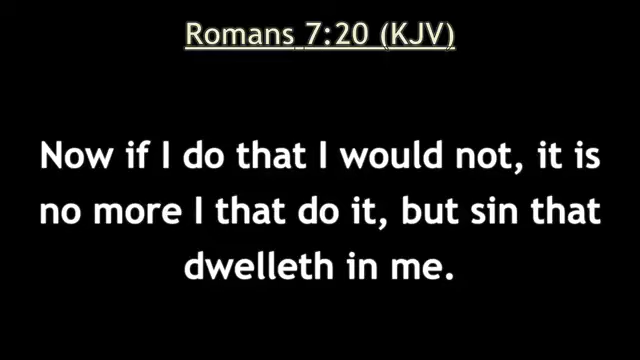 Romans 7:20 (KJV)
Now if I do that I would not, it is
no more I that do it, but sin that
dwelleth in me.